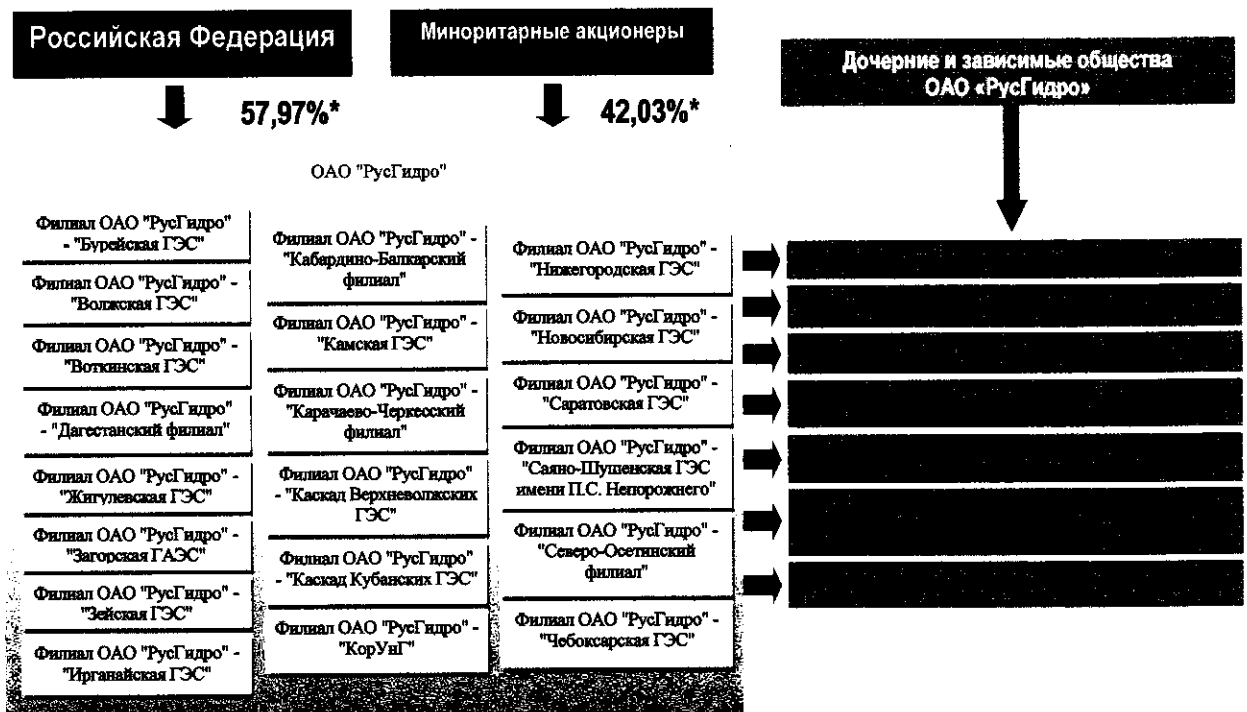 Российская Федерация
Миноритарные акционеры
Дочерние и зависимые общества
ОАО «РусГидро»
57,97%*
42,03%*
ОАО "РусГидро"
Филиал ОАО "РусГидро"
- "Бурейская ГЭС"
Филиал ОАО "РусГидро" -
"Волжская ГЭС"
Филиал ОАО "РусГидро" -
"Воткинская ГЭС"
Филиал ОАО "РусГидро"
- "Дагестанский филиал"
Филиал ОАО "РусГидро" -
"Жигулевская ГЭС"
Филиал ОАО "РусГидро" -
"Загорская ГАЭС"
Филиал ОАО "РусГидро" -
"Зейская ГЭС"
Филиал ОАО "РусГидро" -
"Ирганайская ГЭС"
Филиал ОАО "РусГидро" -
"Кабардино-Балкарский
филиал"
Филиал ОАО "РусГидро" -
"Камская ГЭС"
Филиал ОАО "РусГидро" -
"Карачаево-Черкесский
филиал"
Филиал ОАО "РусГидро"
- "Каскад Верхневолжских
ГЭС"
Филиал ОАО "РусГидро"
- "Каскад Кубанских ГЭС"
Филиал ОАО "РусГидро" -
"КорУнГ"
Филиал ОАО "РусГидро" -
"Нижегородская ГЭС"
Филиал ОАО "РусГидро" -
"Новосибирская ГЭС"
Филиал ОАО "РусГидро" -
"Саратовская ГЭС"
Филиал ОАО "РусГидро" -
"Саяно-Шушенская ГЭС
имени П.С. Непорожнего"
Филиал ОАО "РусГидро" -
"Северо-Осетинский
филиал"
Филиал ОАО "РусГидро" -
"Чебоксарская ГЭС"